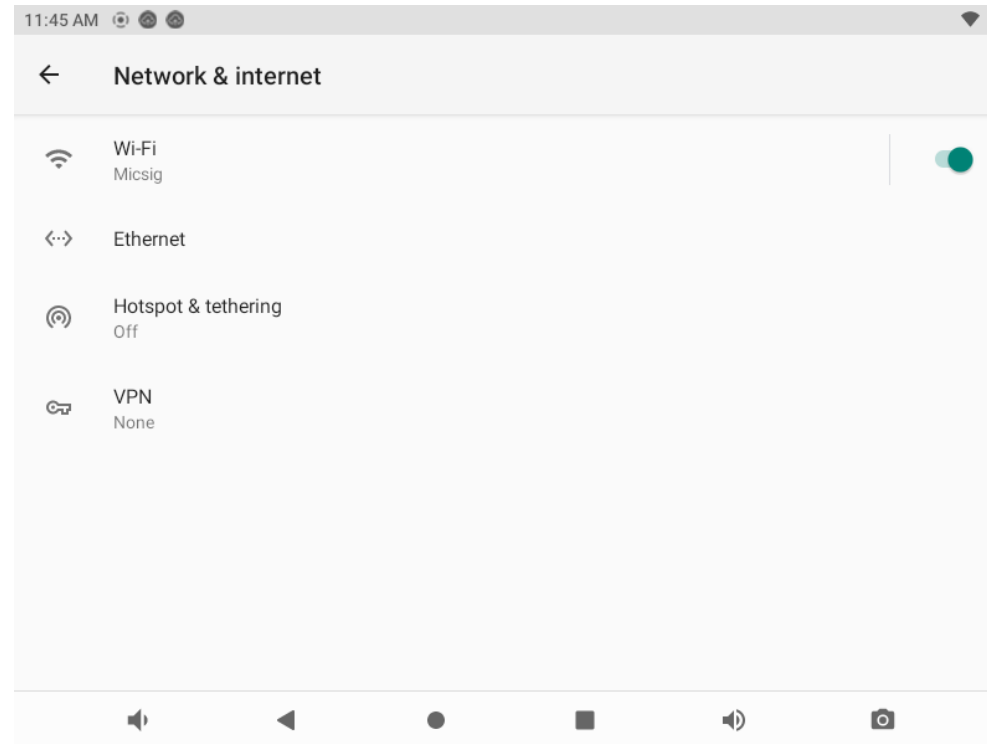 11:45 AM
Network & internet
Wi-Fi
Micsig
Ethernet
Hotspot & tethering
Off
VPN
None